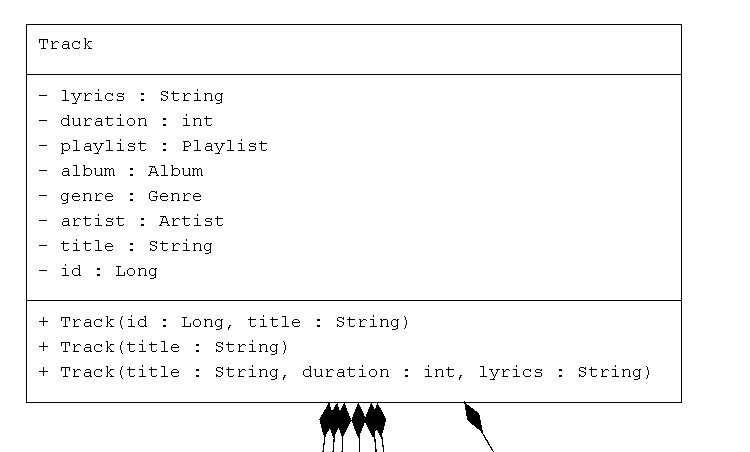 Track
- lyrics : String
- duration : int
- playlist : Playlist
- album : Album
- genre : Genre
- artist : Artist
- title : String
- id : Long
+ Track(id : Long, title : String)
+ Track(title : String)
+ Track(title : String, duration : int, lyrics : String)